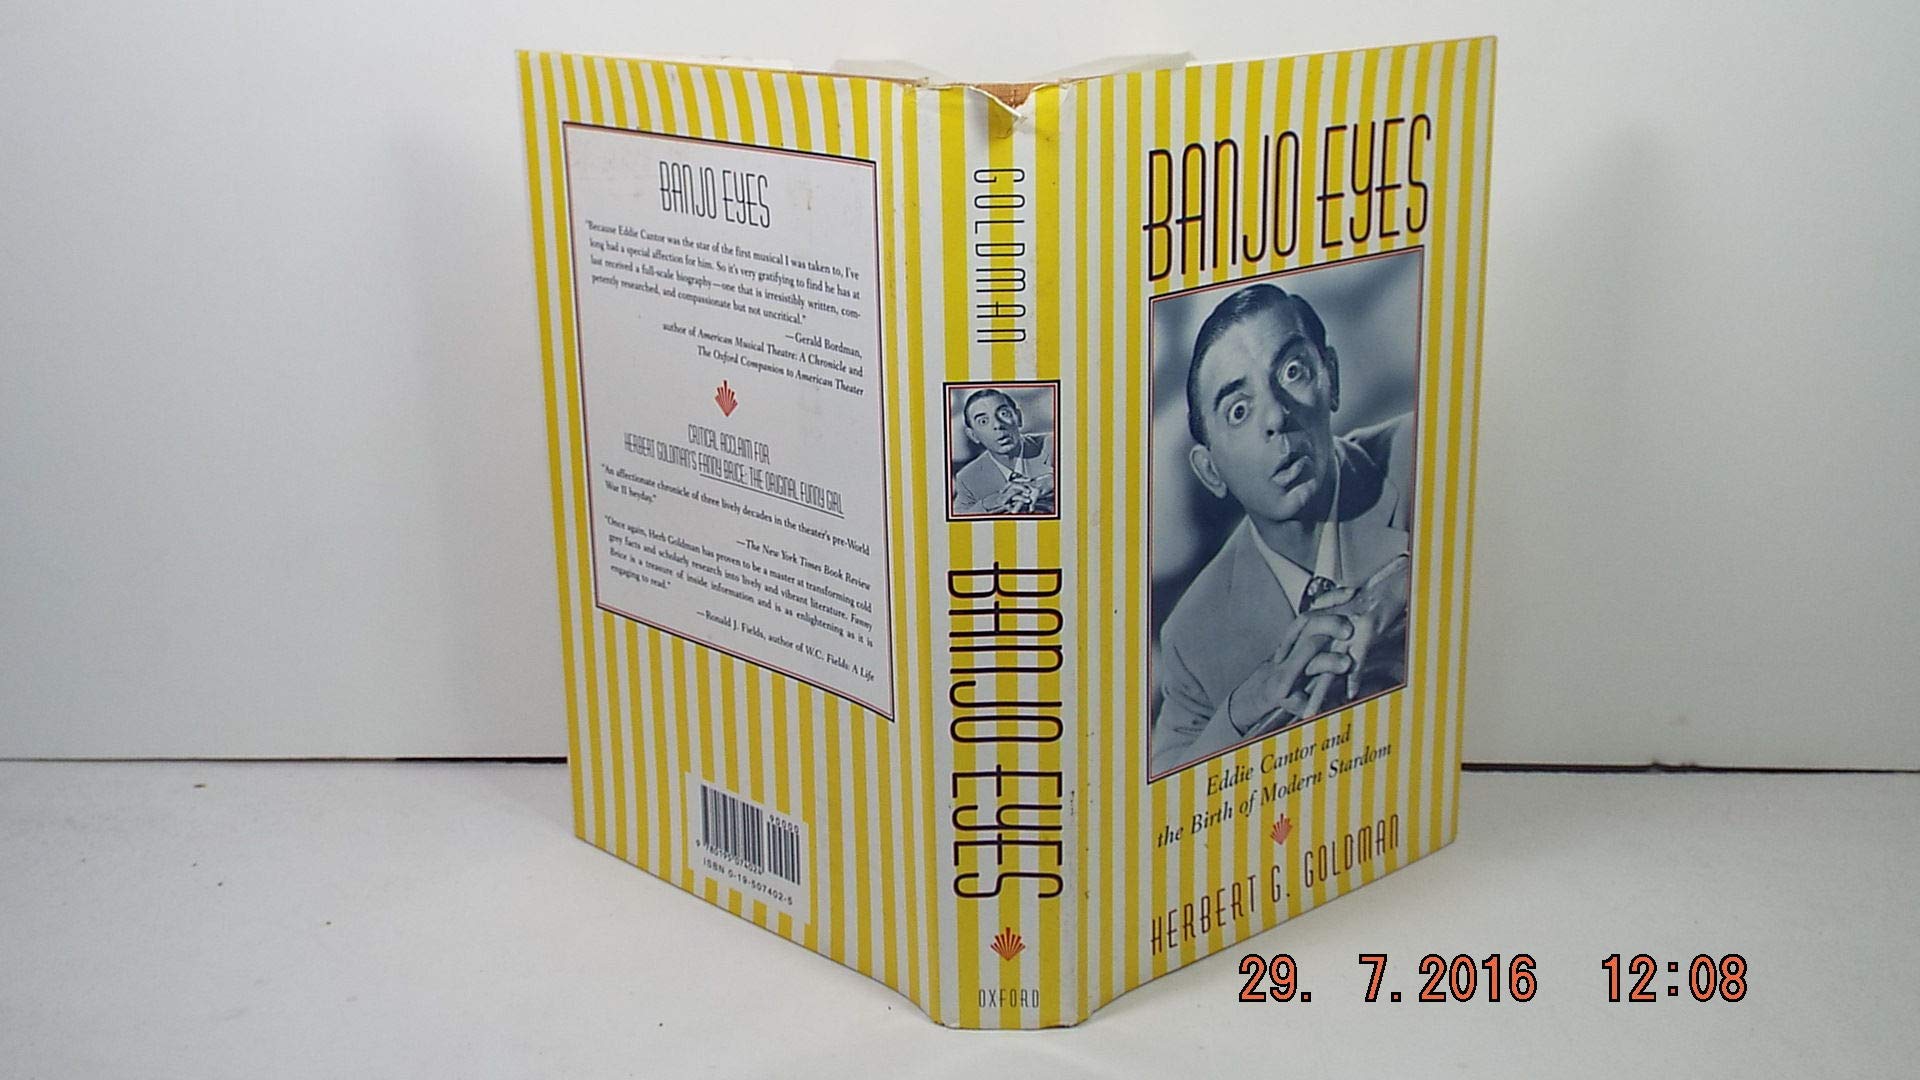 BANJO EYES
"Because Eddie Cantor was the star of the first musical I was taken to, I've
long had a special affection for him. So it's very gratifying to find he has at
last received a full-scale biography—one that is irresistibly written, com-
petently researched, and compassionate but not uncritical."
—Gerald Bordman,
author of American Musical Theatre: A Chronicle and
The Oxford Companion to American Theater
CRITICAL ACCLAIM FOR
HERBERT GOLDMAN'S FANNY BRICE: THE ORIGINAL FUNNY GIRL
"An affectionate chronicle of three lively decades in the theater's pre-World
War II heyday."
—The New York Times Book Review
"Once again, Herb Goldman has proven to be a master at transforming cold
grey facts and scholarly research into lively and vibrant literature. Fanny
Brice is a treasure of inside information and is as enlightening as it is
engaging to read."
—Ronald J. Fields, author of W.C. Fields: A Life
90000
9 780195 074024
ISBN 0-19-507402-5
GOLDMAN
BANJO EYES
OXFORD
BANJO EYES
Eddie Cantor and
the Birth of Modern Stardom
HERBERT G. GOLDMAN
29. 7.2016 12:08